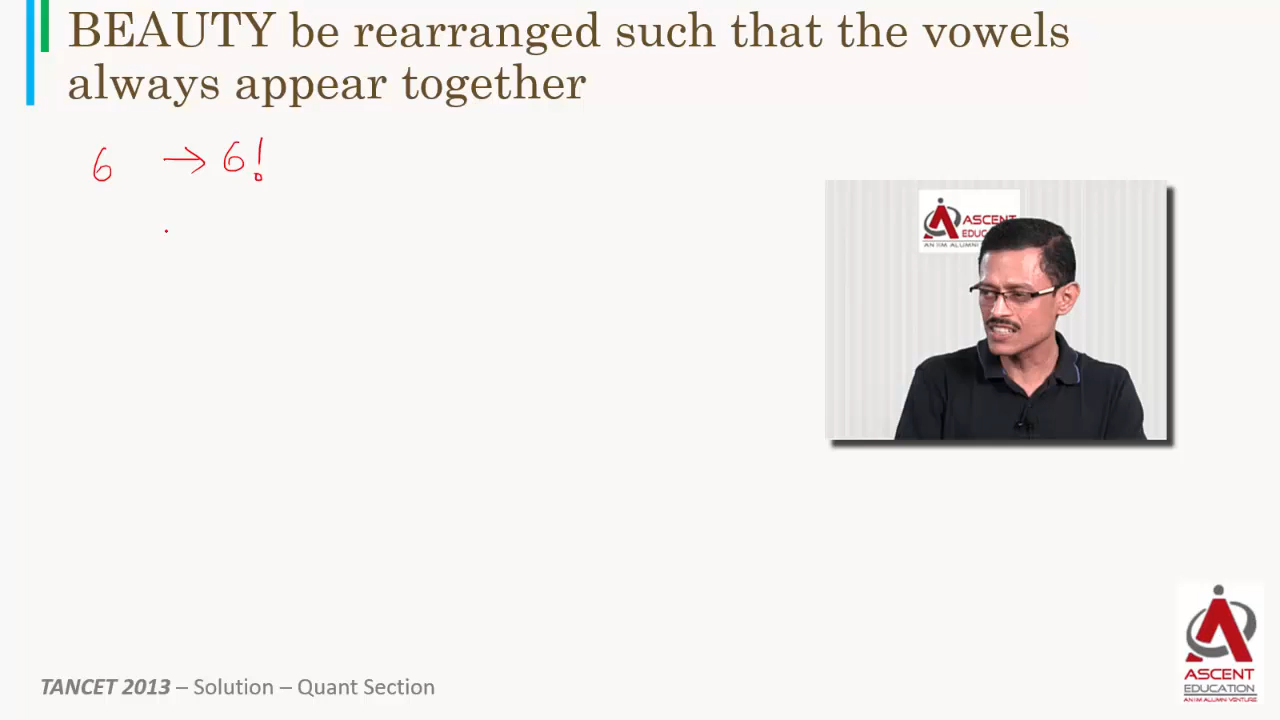 BEAUTY be rearranged such that the vowels
always appear together
6 → 6!
ASCENT
AN IIM ALUMNI
TANCET 2013 – Solution – Quant Section
ASCENT
EDUCATION
AN IIM ALUMNI VENTURE